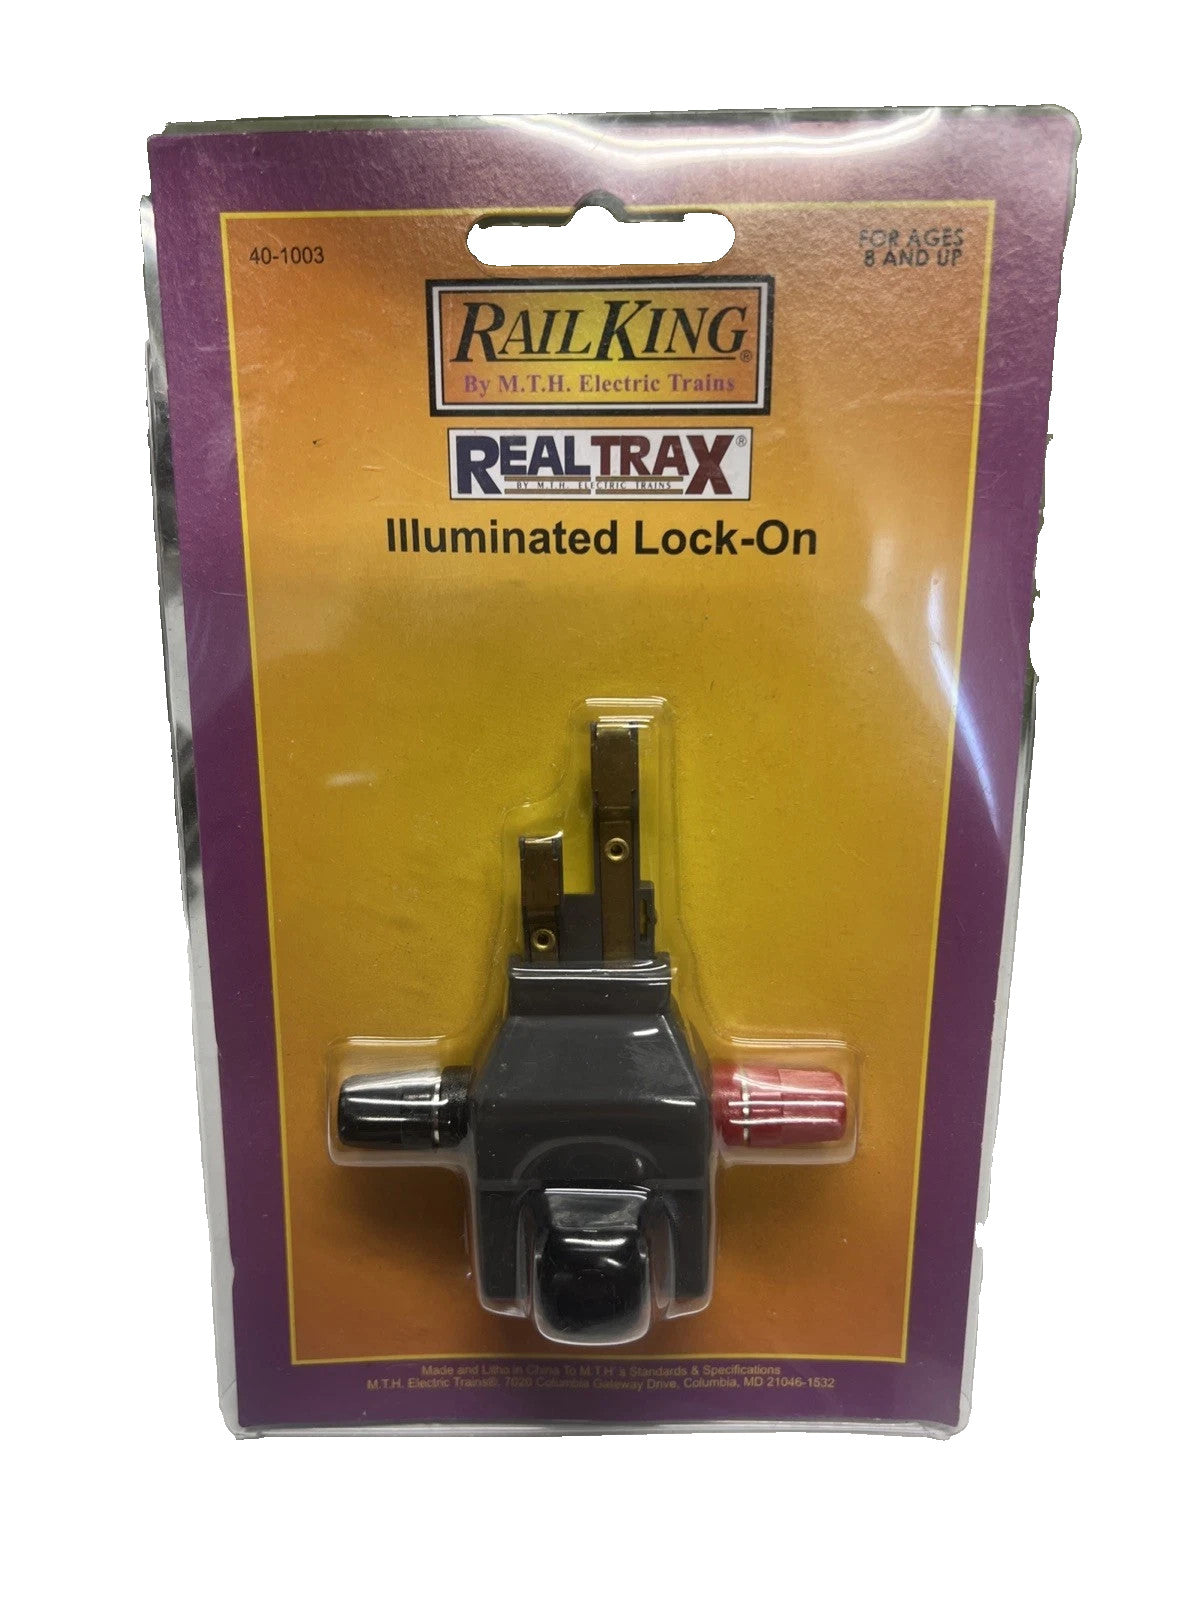 40-1003
FOR AGES
8 AND UP
RAILKING®
By M.T.H. Electric Trains
REALTRAX®
BY M.T.H. ELECTRIC TRAINS
Illuminated Lock-On
Made and Litho in China To M.T.H.'s Standards & Specifications
M.T.H. Electric Trains®, 7020 Columbia Gateway Drive, Columbia, MD 21046-1532